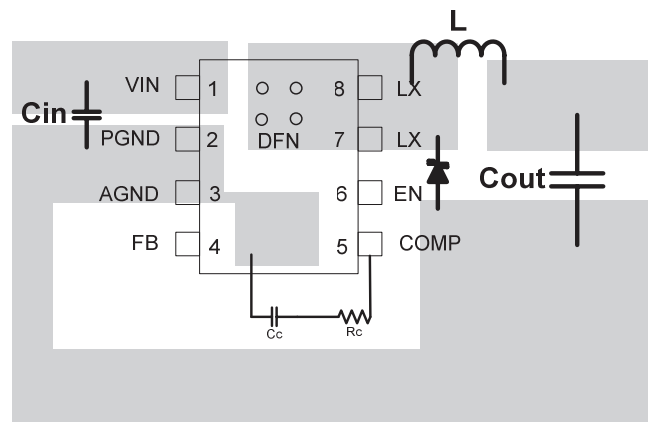 L
VIN 1 8 LX
Cin
PGND 2 DFN 7 LX
AGND 3 6 EN
Cout
FB 4 5 COMP
Cc Rc